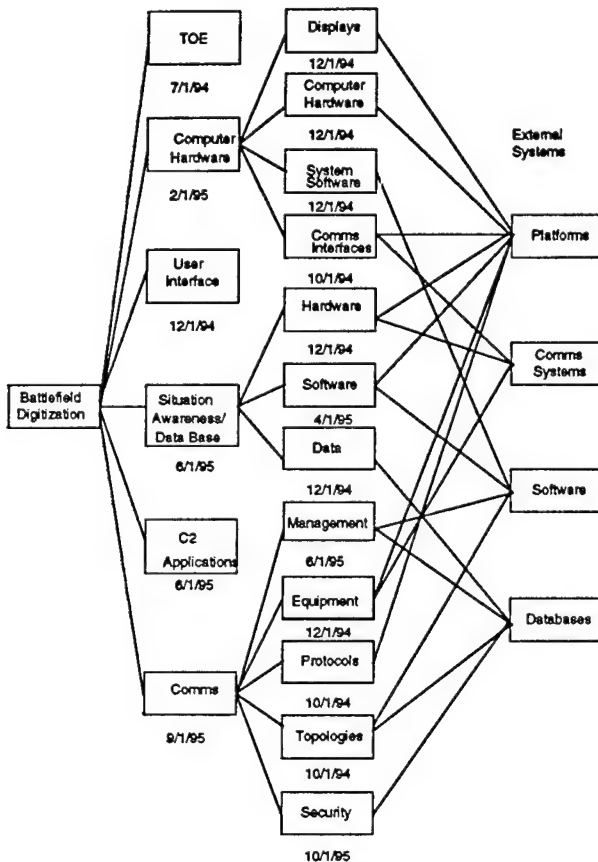 TOE
7/1/94
Computer
Hardware
2/1/95
User
Interface
12/1/94
Battlefield
Digitization
Situation
Awareness/
Data Base
6/1/95
C2
Applications
6/1/95
Comms
9/1/95
Displays
12/1/94
Computer
Hardware
12/1/94
System
Software
12/1/94
Comms
Interfaces
10/1/94
Hardware
12/1/94
Software
4/1/95
Data
12/1/94
Management
6/1/95
Equipment
12/1/94
Protocols
10/1/94
Topologies
10/1/94
Security
10/1/95
External
Systems
Platforms
Comms
Systems
Software
Databases